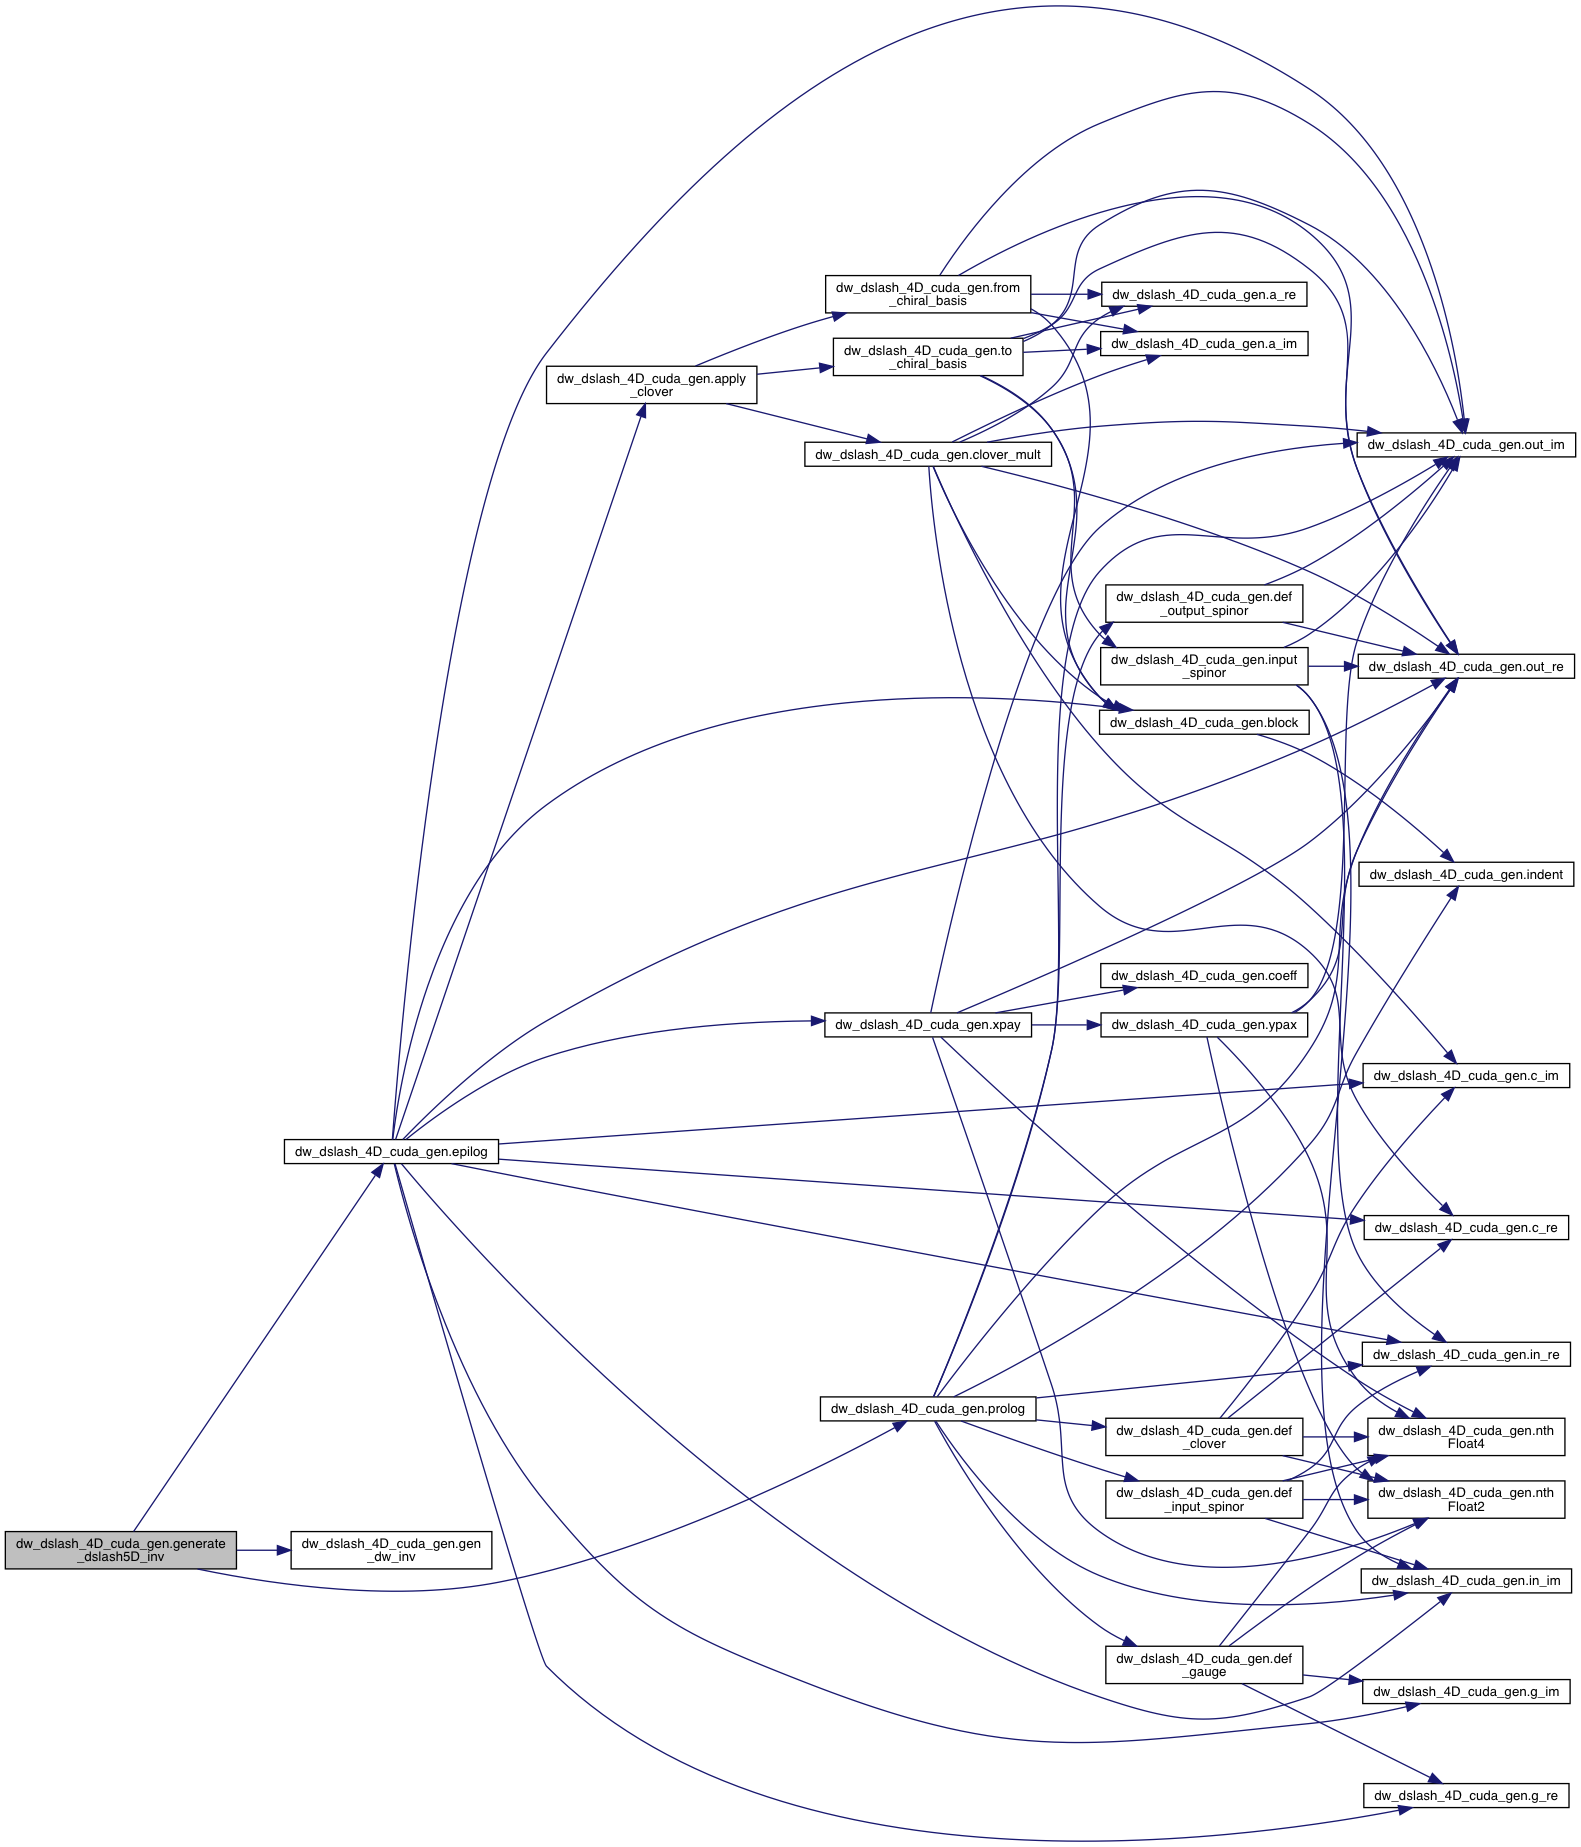 dw_dslash_4D_cuda_gen.generate
_dslash5D_inv
dw_dslash_4D_cuda_gen.epilog
dw_dslash_4D_cuda_gen.gen
_dw_inv
dw_dslash_4D_cuda_gen.apply
_clover
dw_dslash_4D_cuda_gen.from
_chiral_basis
dw_dslash_4D_cuda_gen.to
_chiral_basis
dw_dslash_4D_cuda_gen.clover_mult
dw_dslash_4D_cuda_gen.xpay
dw_dslash_4D_cuda_gen.prolog
dw_dslash_4D_cuda_gen.a_re
dw_dslash_4D_cuda_gen.a_im
dw_dslash_4D_cuda_gen.def
_output_spinor
dw_dslash_4D_cuda_gen.input
_spinor
dw_dslash_4D_cuda_gen.block
dw_dslash_4D_cuda_gen.coeff
dw_dslash_4D_cuda_gen.ypax
dw_dslash_4D_cuda_gen.def
_clover
dw_dslash_4D_cuda_gen.def
_input_spinor
dw_dslash_4D_cuda_gen.def
_gauge
dw_dslash_4D_cuda_gen.out_im
dw_dslash_4D_cuda_gen.out_re
dw_dslash_4D_cuda_gen.indent
dw_dslash_4D_cuda_gen.c_im
dw_dslash_4D_cuda_gen.c_re
dw_dslash_4D_cuda_gen.in_re
dw_dslash_4D_cuda_gen.nth
Float4
dw_dslash_4D_cuda_gen.nth
Float2
dw_dslash_4D_cuda_gen.in_im
dw_dslash_4D_cuda_gen.g_im
dw_dslash_4D_cuda_gen.g_re